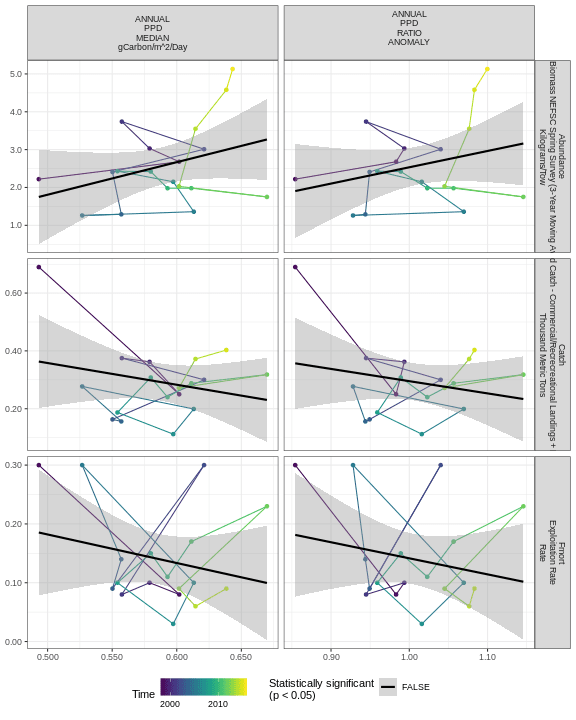 ANNUAL
PPD
MEDIAN
gCarbon/m^2/Day
ANNUAL
PPD
RATIO
ANOMALY
5.0
4.0
3.0
2.0
1.0
Abundance
Biomass NEFSC Spring Survey (3-Year Moving
Kilograms/Tow
0.60
0.40
0.20
Catch
d Catch - Commercial/Recreational Landings +
Thousand Metric Tons
0.30
0.20
0.10
0.00
Fmort
Exploitation Rate
Rate
0.500
0.550
0.600
0.650
0.90
1.00
1.10
Time
2000
2010
Statistically significant
(p < 0.05)
FALSE